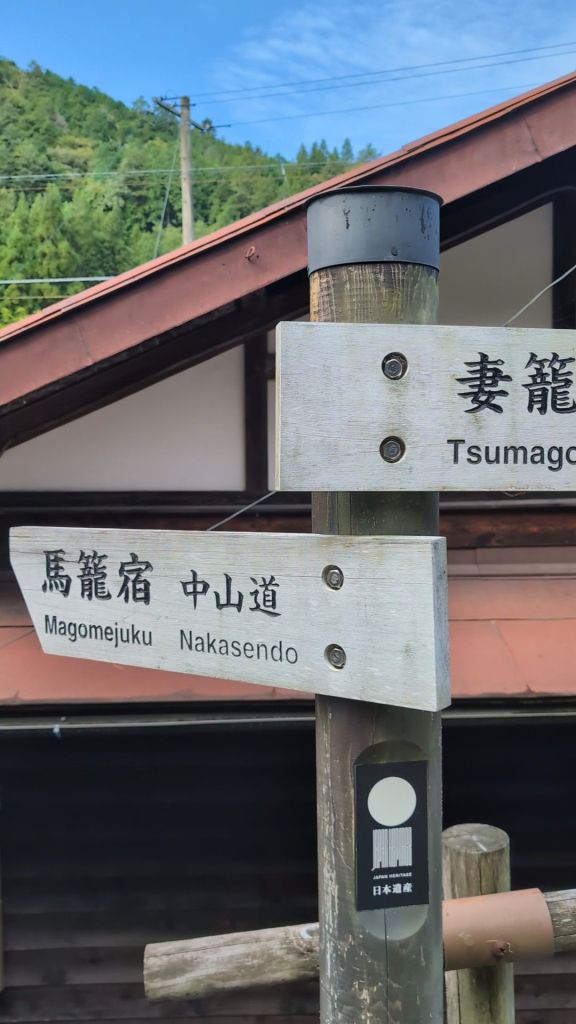 妻籠
Tsumago
馬籠宿 中山道
Magomejuku Nakasendo
JAPAN HERITAGE
日本遺産